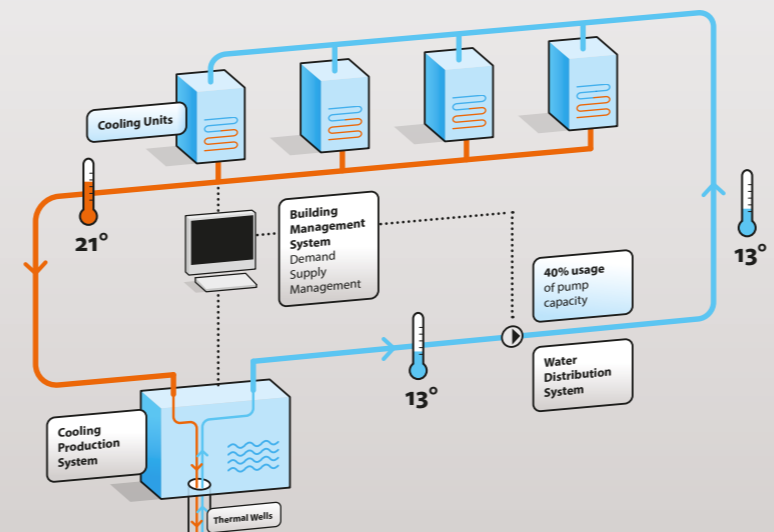 Cooling Units
21°
Building
Management
System
Demand
Supply
Management
13°
40% usage
of pump
capacity
13°
Water
Distribution
System
Cooling
Production
System
Thermal Wells